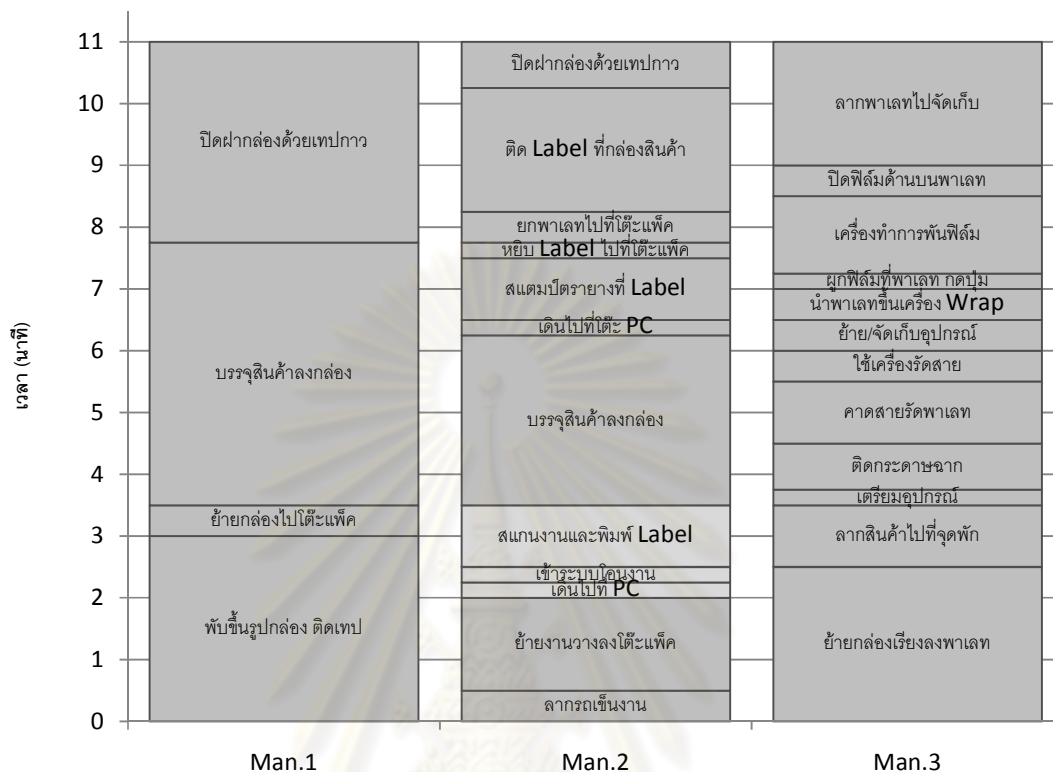 เวลา (นาที)
11
10
9
8
7
6
5
4
3
2
1
0
ปิดฝากล่องด้วยเทปกาว
บรรจุสินค้าลงกล่อง
ย้ายกล่องไปโต๊ะแพ็ค
พับขึ้นรูปกล่อง ติดเทป
Man.1
ปิดฝากล่องด้วยเทปกาว
ติด Label ที่กล่องสินค้า
ยกพาเลทไปที่โต๊ะแพ็ค
หยิบ Label ไปที่โต๊ะแพ็ค
สแตมป์ตรายางที่ Label
เดินไปที่โต๊ะ PC
บรรจุสินค้าลงกล่อง
สแกนงานและพิมพ์ Label
เข้าระบบโอนงาน
เดินไปที่ PC
ย้ายงานวางลงโต๊ะแพ็ค
ลากรถเข็นงาน
Man.2
ลากพาเลทไปจัดเก็บ
ปิดฟิล์มด้านบนพาเลท
เครื่องทำการพันฟิล์ม
ผูกฟิล์มที่พาเลท กดปุ่ม
นำพาเลทขึ้นเครื่อง Wrap
ย้าย/จัดเก็บอุปกรณ์
ใช้เครื่องรัดสาย
คาดสายรัดพาเลท
ติดกระดาษฉาก
เตรียมอุปกรณ์
ลากสินค้าไปที่จุดพัก
ย้ายกล่องเรียงลงพาเลท
Man.3